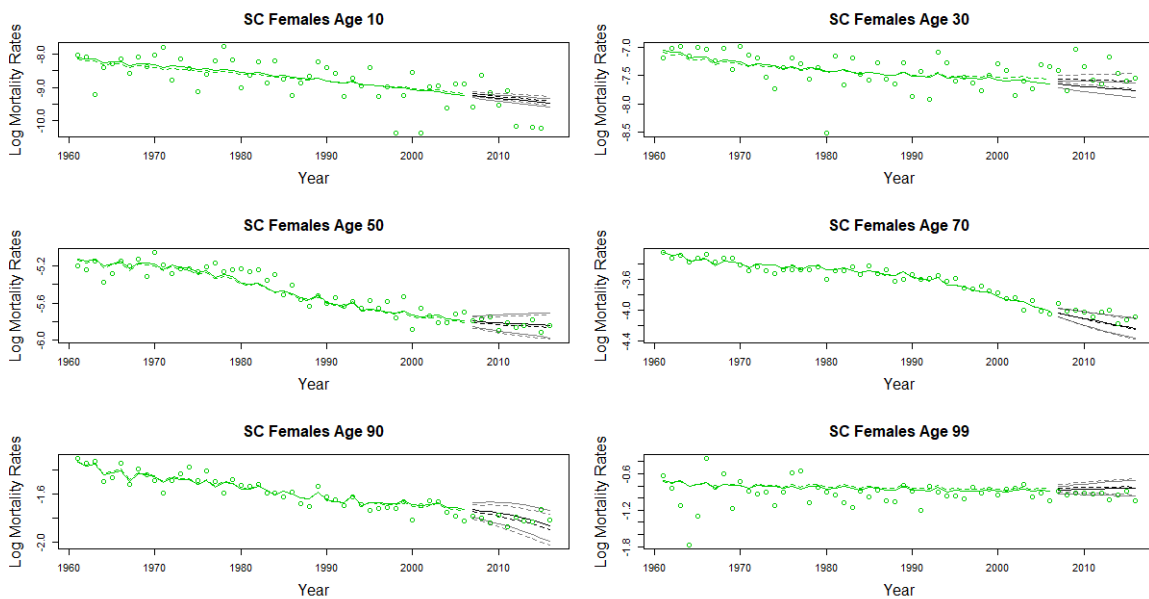 SC Females Age 10
Log Mortality Rates
-8.0
-9.0
-10.0
1960 1970 1980 1990 2000 2010
Year
SC Females Age 30
Log Mortality Rates
-7.0
-7.5
-8.0
-8.5
1960 1970 1980 1990 2000 2010
Year
SC Females Age 50
Log Mortality Rates
-5.2
-5.6
-6.0
1960 1970 1980 1990 2000 2010
Year
SC Females Age 70
Log Mortality Rates
-3.6
-4.0
-4.4
1960 1970 1980 1990 2000 2010
Year
SC Females Age 90
Log Mortality Rates
-1.6
-2.0
1960 1970 1980 1990 2000 2010
Year
SC Females Age 99
Log Mortality Rates
-0.6
-1.2
-1.8
1960 1970 1980 1990 2000 2010
Year